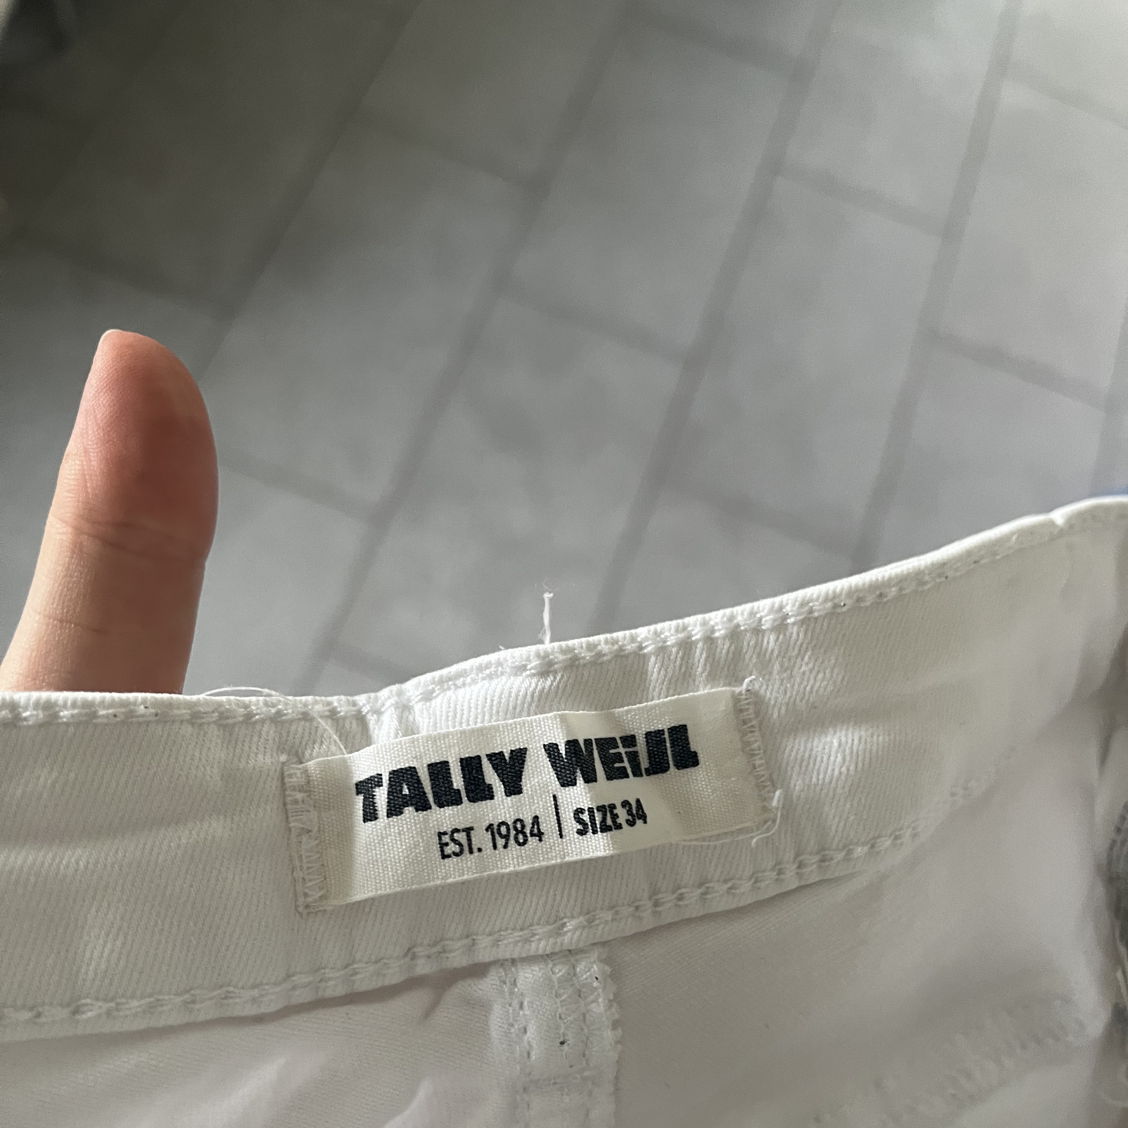 TALLY WEiJL
EST. 1984 | SIZE 34